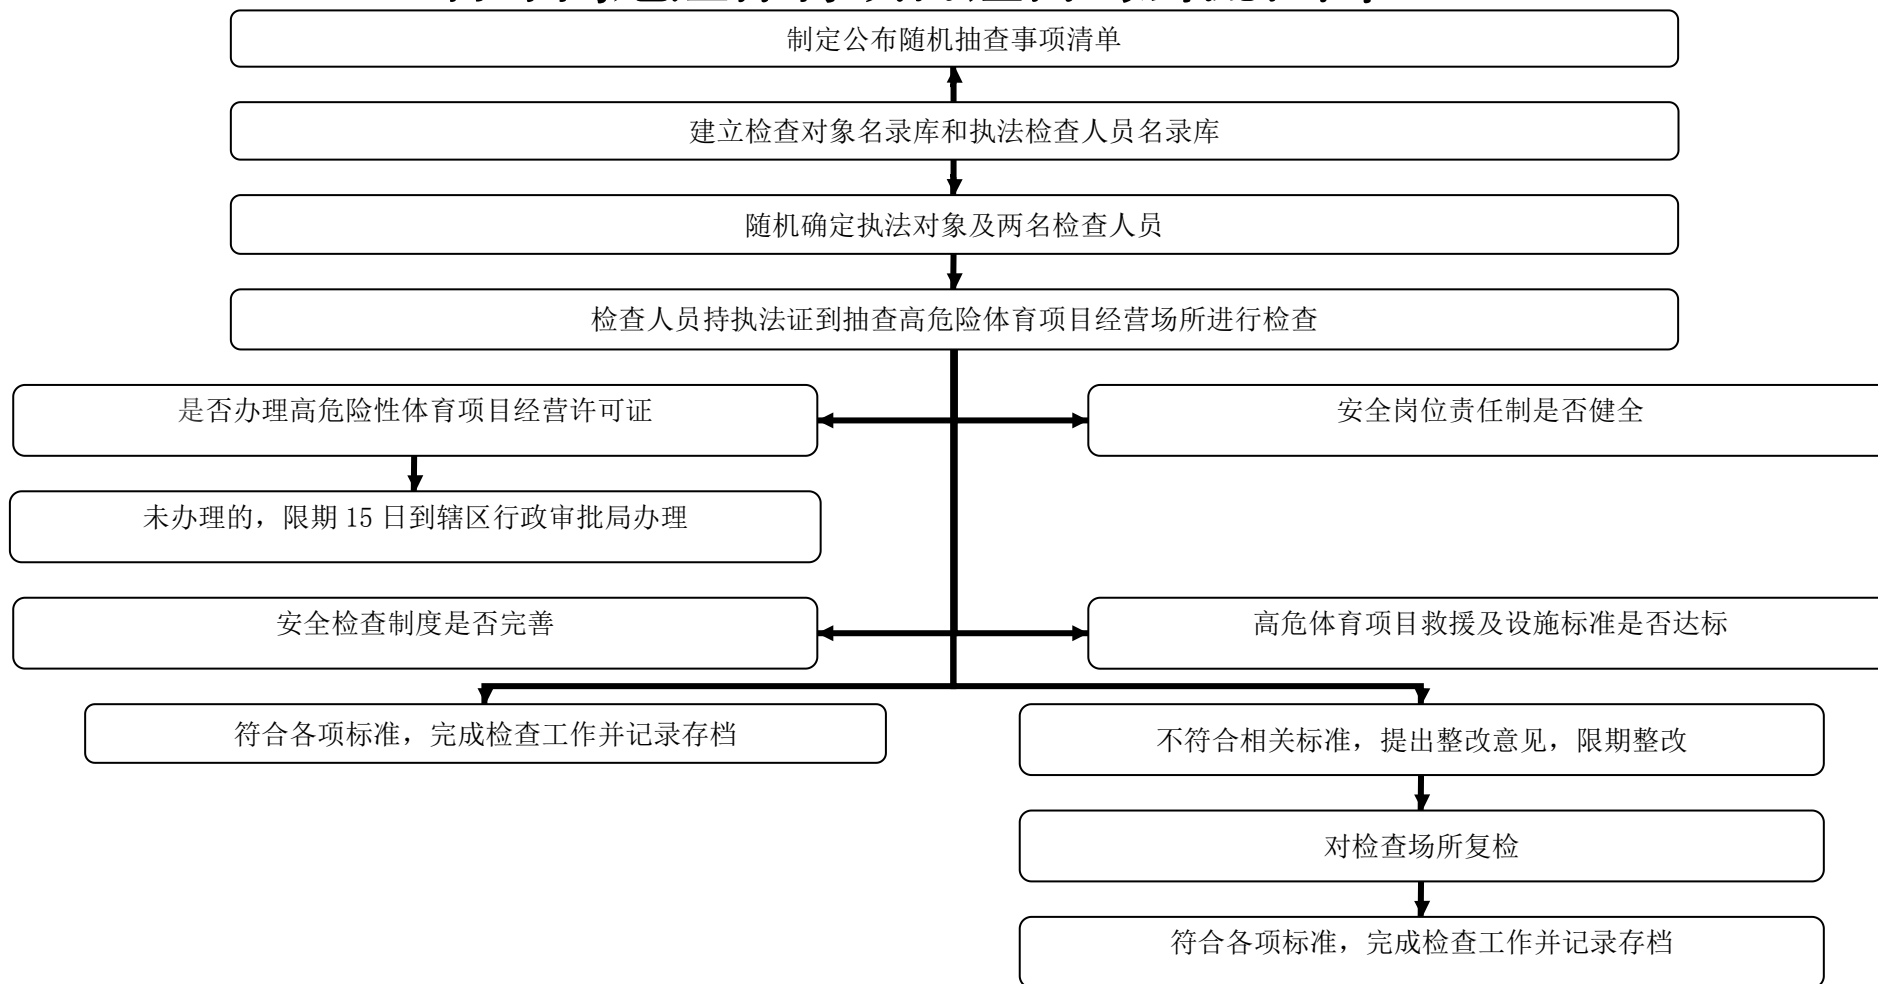 制定公布随机抽查事项清单
建立检查对象名录库和执法检查人员名录库
随机确定执法对象及两名检查人员
检查人员持执法证到抽查高危险体育项目经营场所进行检查
是否办理高危险性体育项目经营许可证
安全岗位责任制是否健全
未办理的，限期 15 日到辖区行政审批局办理
安全检查制度是否完善
高危体育项目救援及设施标准是否达标
符合各项标准，完成检查工作并记录存档
不符合相关标准，提出整改意见，限期整改
对检查场所复检
符合各项标准，完成检查工作并记录存档